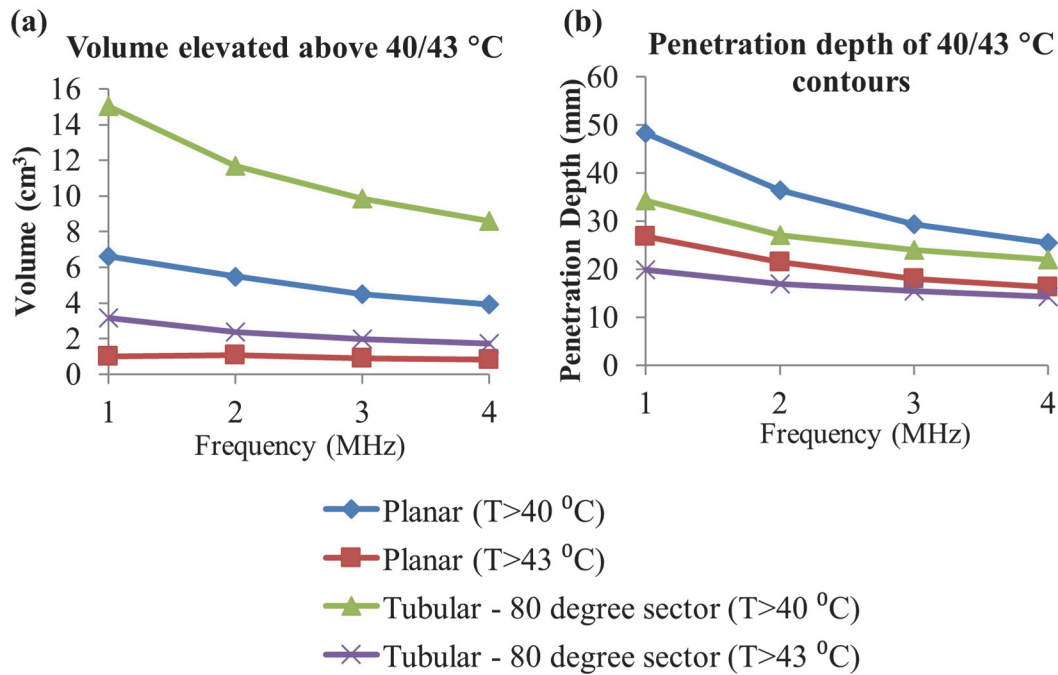 (a)
Volume elevated above 40/43 °C
Volume (cm³)
16
14
12
10
8
6
4
2
0
1 2 3 4
Frequency (MHz)
(b)
Penetration depth of 40/43 °C
contours
Penetration Depth (mm)
60
50
40
30
20
10
0
1 2 3 4
Frequency (MHz)
Planar (T>40 ⁰C)
Planar (T>43 ⁰C)
Tubular - 80 degree sector (T>40 ⁰C)
Tubular - 80 degree sector (T>43 ⁰C)